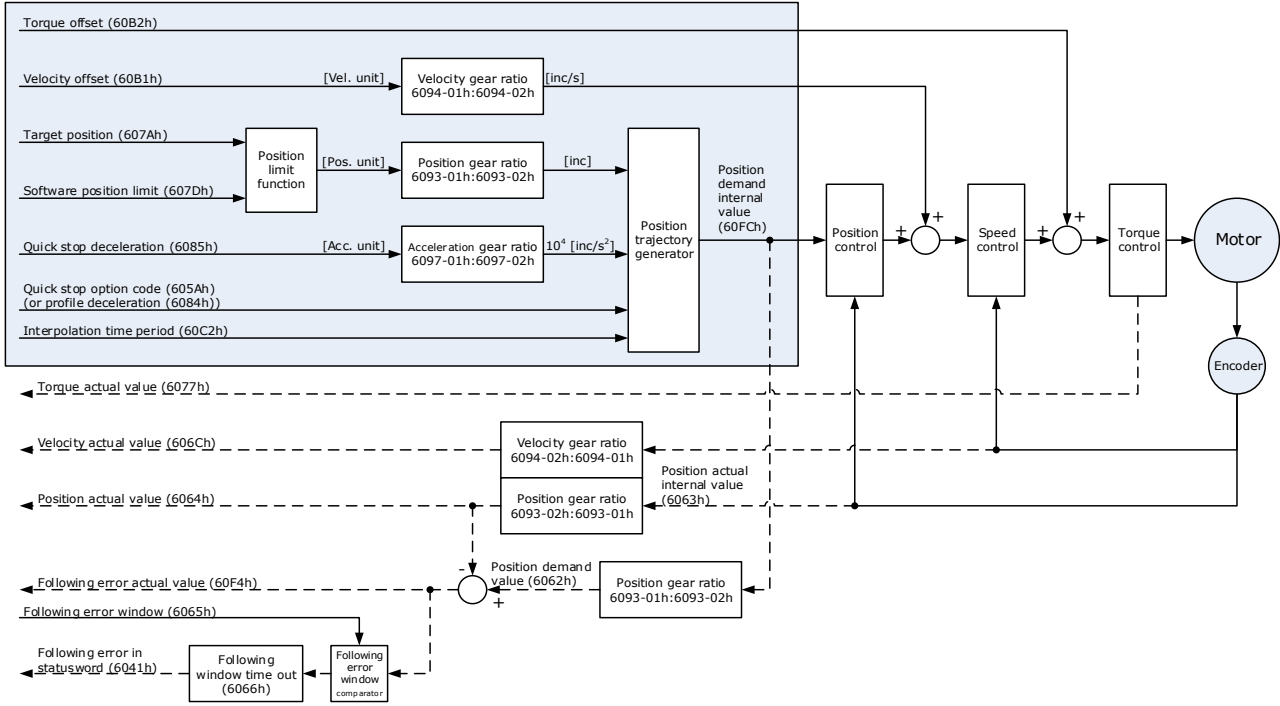 Torque offset (60B2h)
Velocity offset (60B1h)
[Vel. unit]
Velocity gear ratio
6094-01h:6094-02h
[inc/s]
Target position (607Ah)
Software position limit (607Dh)
Position
limit
function
[Pos. unit]
Position gear ratio
6093-01h:6093-02h
[inc]
Quick stop deceleration (6085h)
[Acc. unit]
Acceleration gear ratio
6097-01h:6097-02h
10⁴ [inc/s²]
Quick stop option code (605Ah)
(or profile deceleration (6084h))
Interpolation time period (60C2h)
Position
trajectory
generator
Position
demand
internal
value
(60FCh)
Position
control
+
+
Speed
control
+
+
Torque
control
Motor
Encoder
Torque actual value (6077h)
Velocity actual value (606Ch)
Velocity gear ratio
6094-02h:6094-01h
Position actual value (6064h)
Position gear ratio
6093-02h:6093-01h
Position actual
internal value
(6063h)
Following error actual value (60F4h)
-
+
Position demand
value (6062h)
Position gear ratio
6093-01h:6093-02h
Following error window (6065h)
Following error in
statusword (6041h)
Following
window time out
(6066h)
Following
error
window
comparator